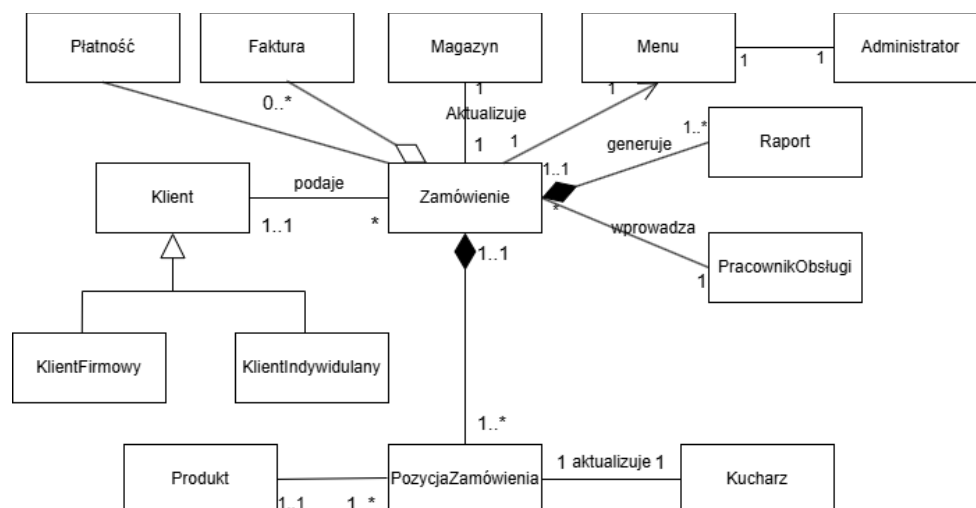 Płatność
Faktura
Magazyn
Menu
Administrator
1
1
0..*
1
1
Aktualizuje
1
1
1..*
generuje
Raport
1..1
Klient
podaje
Zamówienie
1..1
*
*
wprowadza
1..1
PracownikObsługi
1
KlientFirmowy
KlientIndywidulany
1..*
Produkt
PozycjaZamówienia
1 aktualizuje 1
Kucharz
1..1
1..*